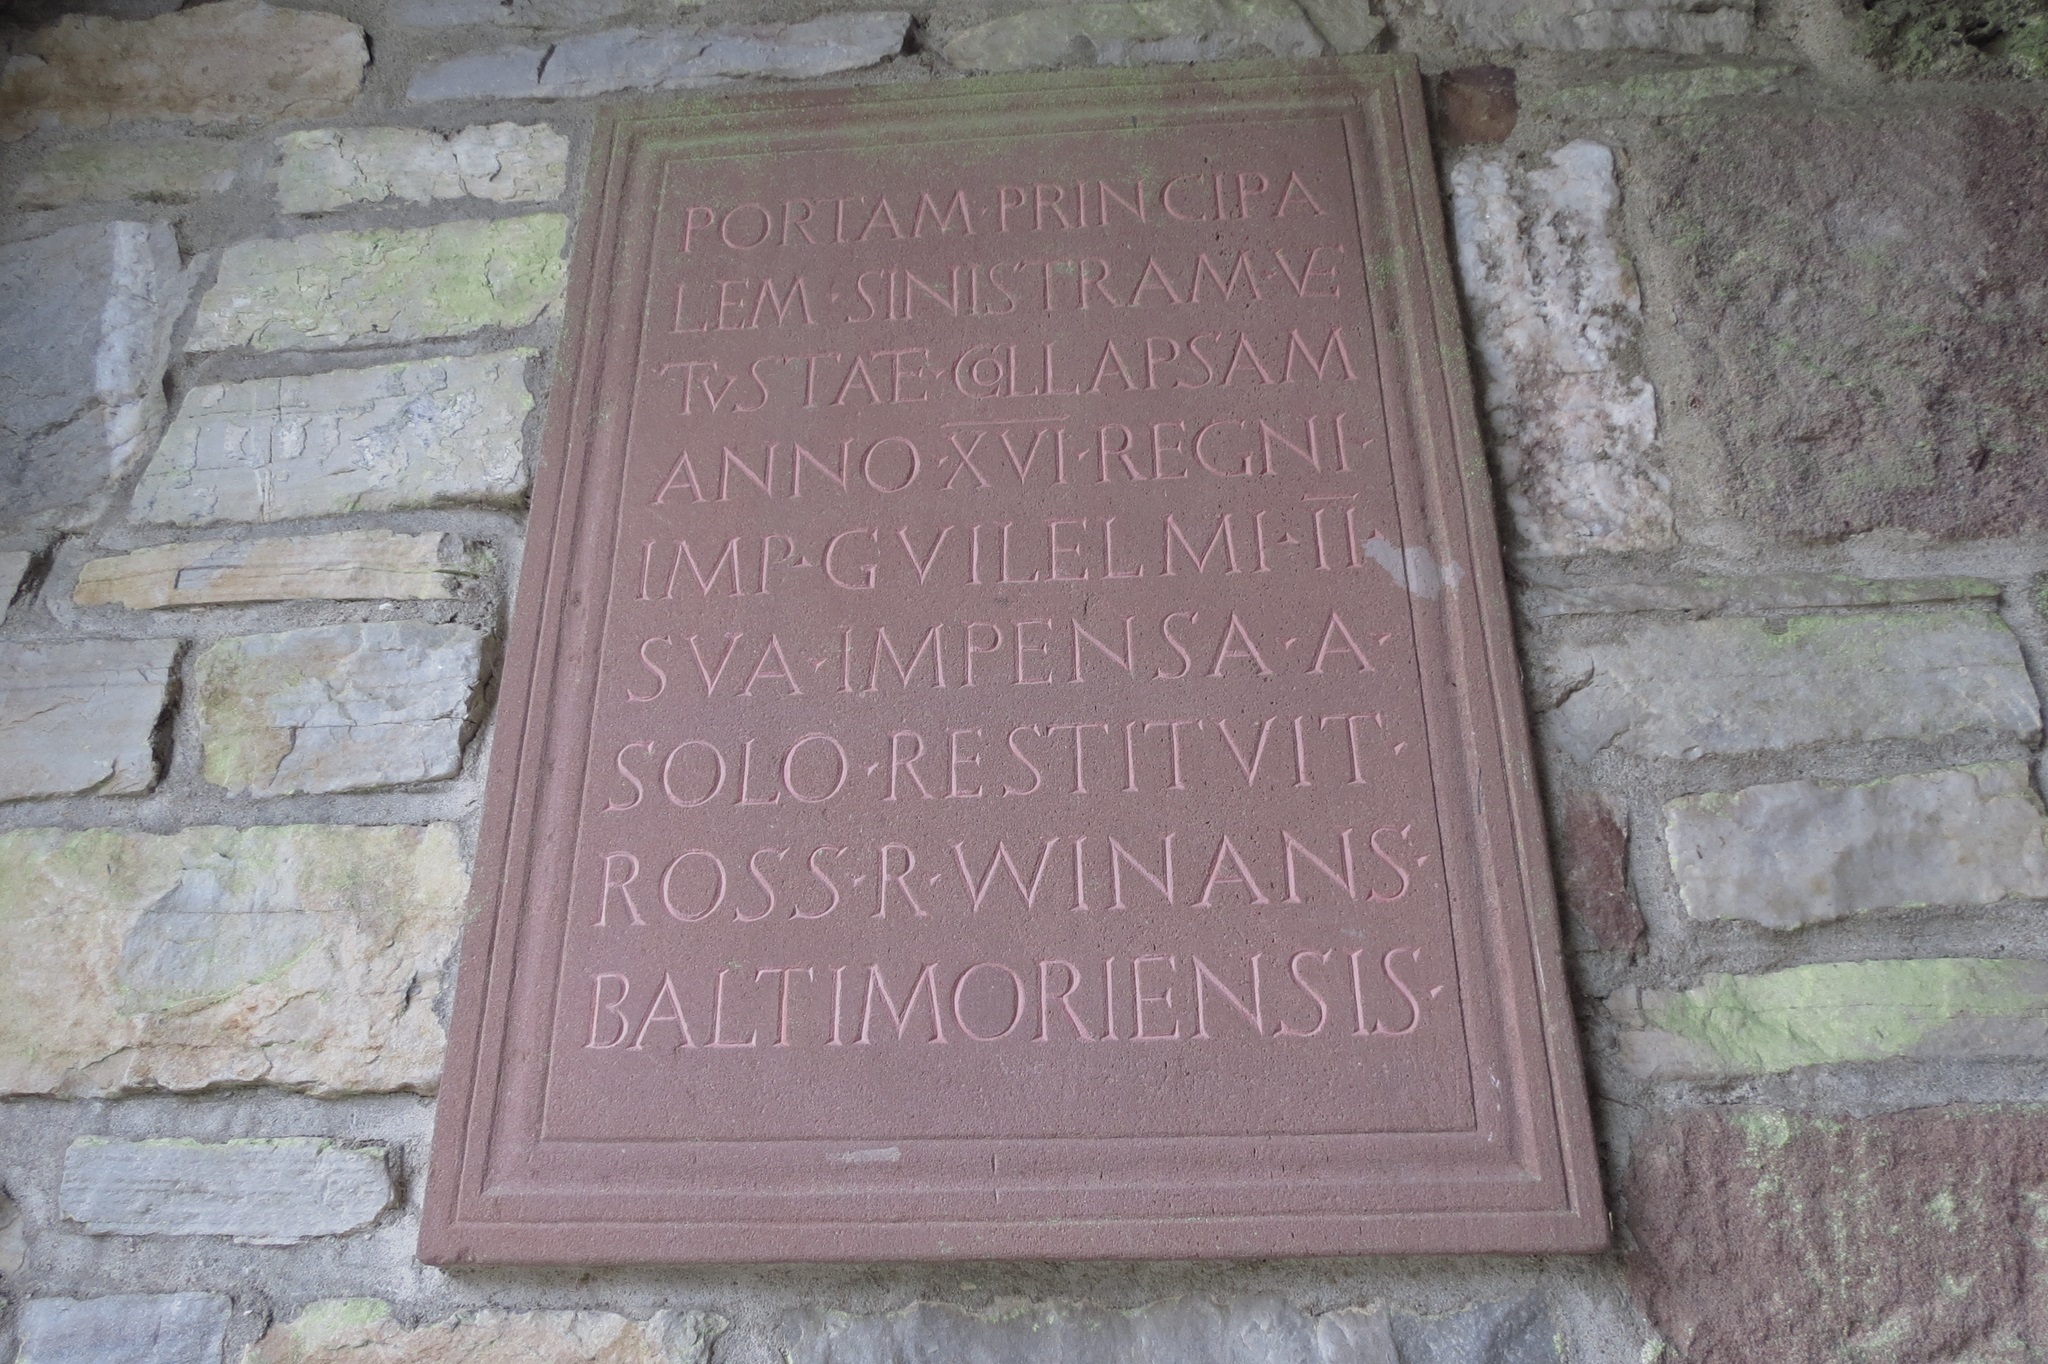 PORTAM·PRINCIPA
LEM·SINISTRAM·VE
TVSTATE·COLLAPSAM
ANNO·XVI·REGNI·
IMP·GVILELMI·II·
SVA·IMPENSA·A·
SOLO·RESTITVIT·
ROSS·R·WINANS·
BALTIMORIENSIS·